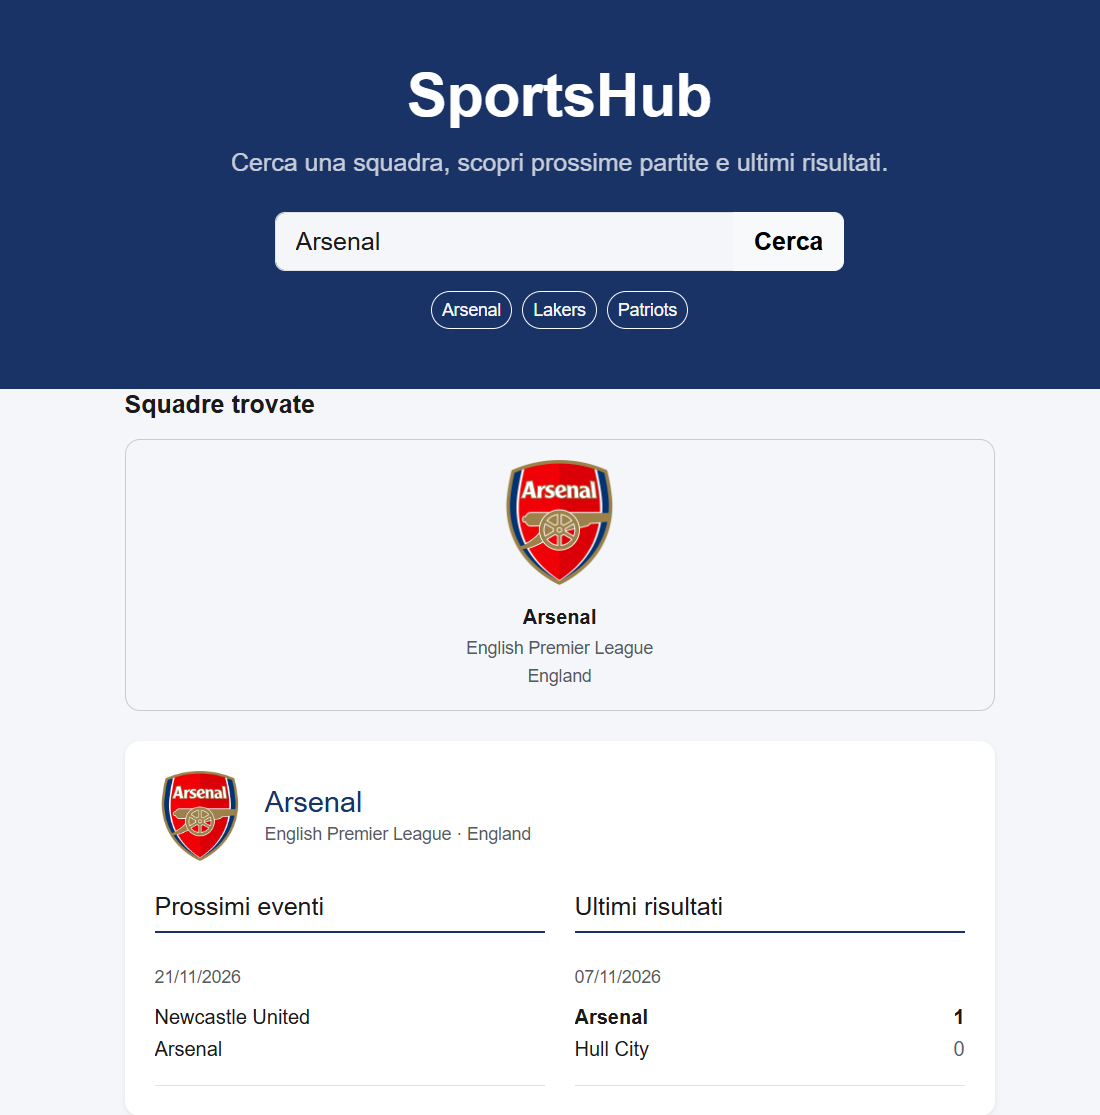 SportsHub
Cerca una squadra, scopri prossime partite e ultimi risultati.
Arsenal
Cerca
Arsenal
Lakers
Patriots
Squadre trovate
Arsenal
Arsenal
English Premier League
England
Arsenal
Arsenal
English Premier League · England
Prossimi eventi
21/11/2026
Newcastle United
Arsenal
Ultimi risultati
07/11/2026
Arsenal 1
Hull City 0